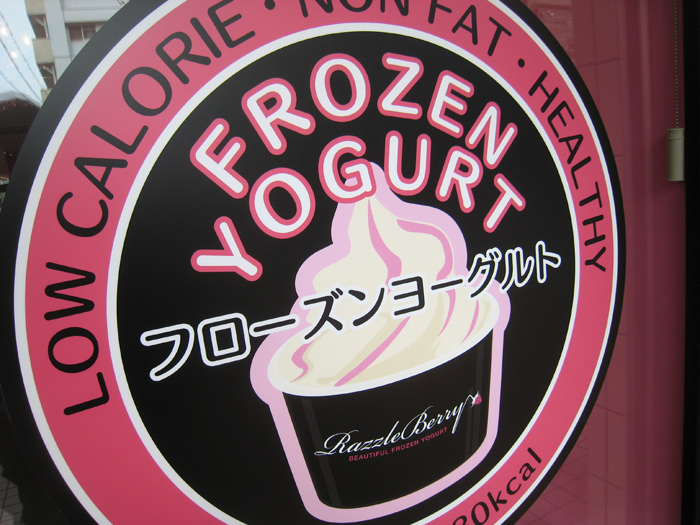 LOW CALORIE・NON FAT・HEALTHY
FROZEN
YOGURT
フローズンヨーグルト
RazzleBerry
BEAUTIFUL FROZEN YOGURT